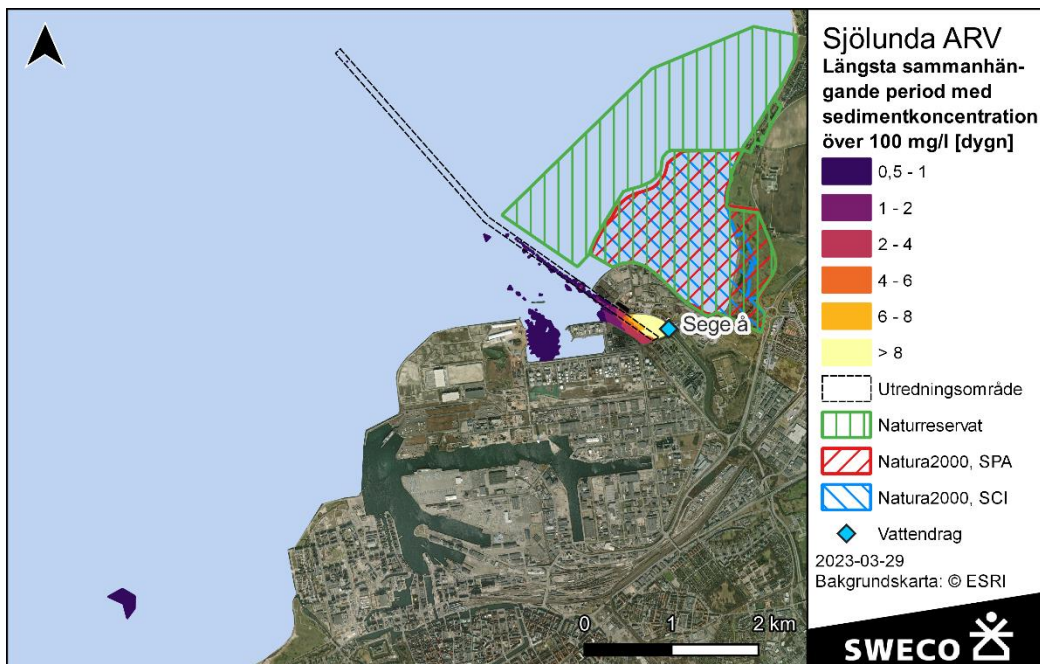 Sjölunda ARV
Längsta sammanhän-
gande period med
sedimentkoncentration
över 100 mg/l [dygn]
0,5 - 1
1 - 2
2 - 4
4 - 6
6 - 8
> 8
Utredningsområde
Naturreservat
Natura2000, SPA
Natura2000, SCI
Vattendrag
2023-03-29
Bakgrundskarta: © ESRI
SWECO
Sege å
0 1 2 km